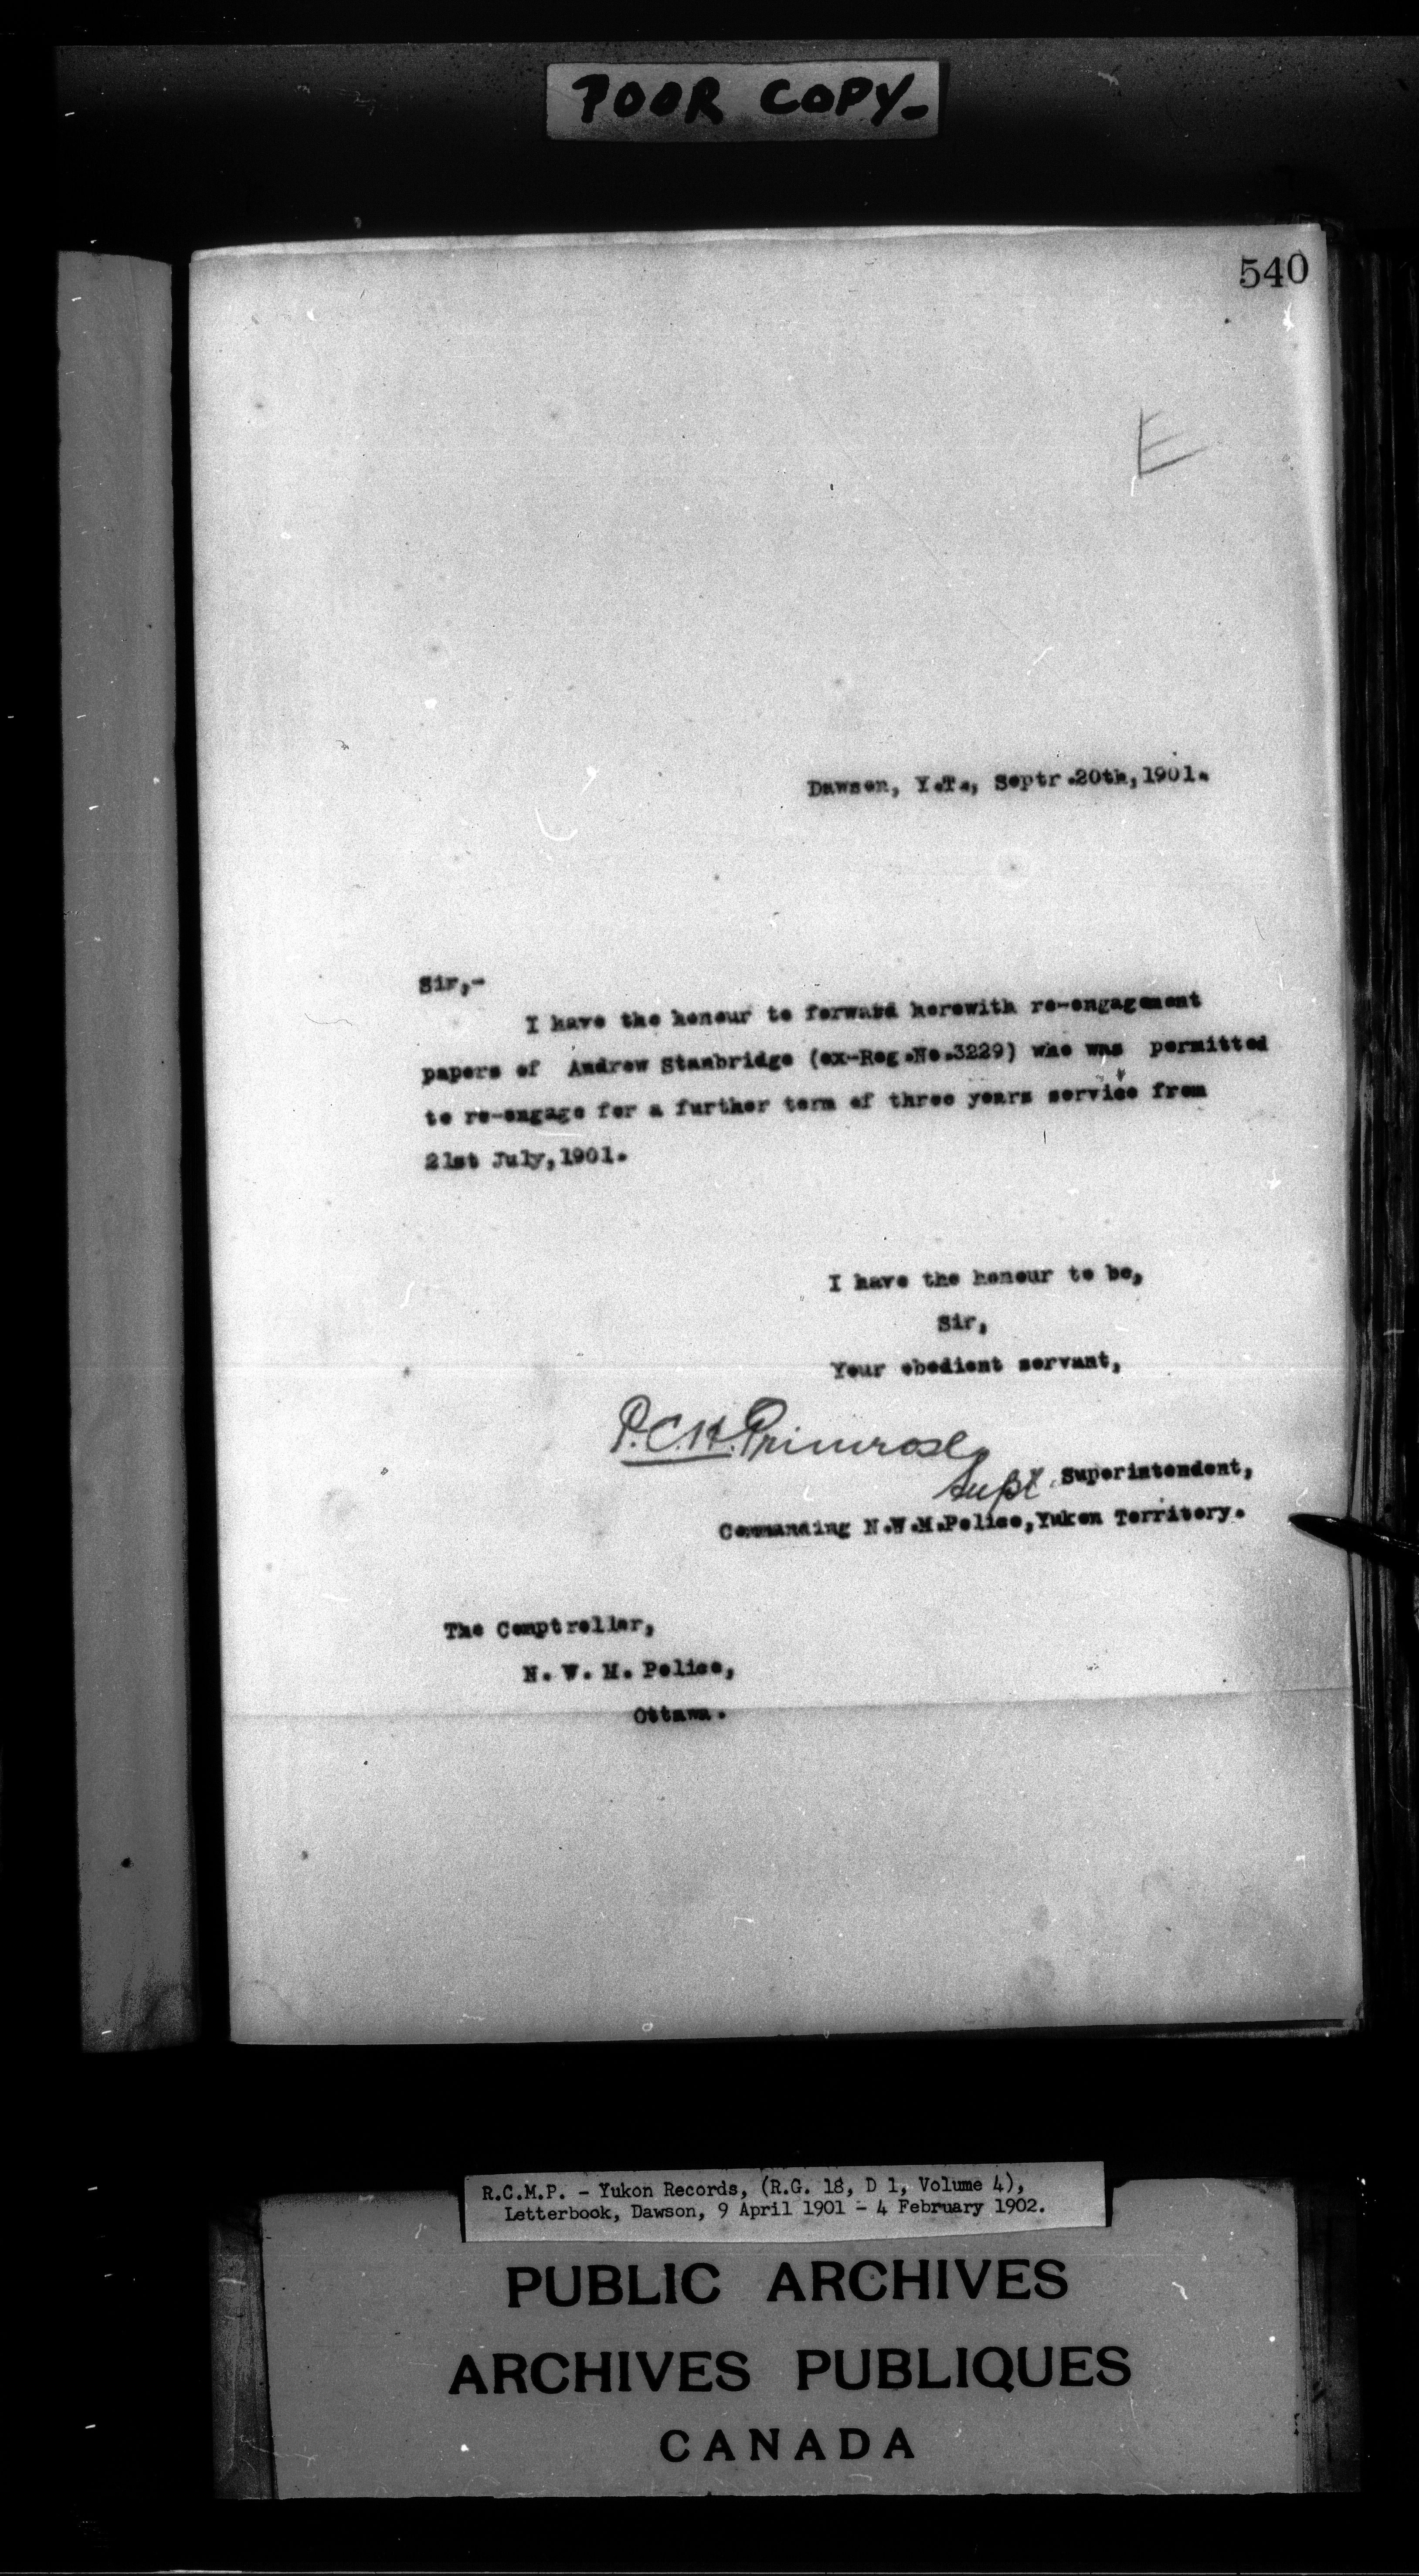 POOR COPY-
540
E
Dawson, Y.T., Septr.20th,1901.
Sir,-
I have the honour to forward herewith re-engagement
papers of Andrew Stanbridge (ex-Reg.No.3229) who was permitted
to re-engage for a further term of three years service from
21st July,1901.
I have the honour to be,
Sir,
Your obedient servant,
P.C.H. Primrose
Supt. Superintendent,
Commanding N.W.M.Police,Yukon Territory.
The Comptroller,
N. W. M. Police,
Ottawa.
R.C.M.P. - Yukon Records, (R.G. 18, D 1, Volume 4),
Letterbook, Dawson, 9 April 1901 - 4 February 1902.
PUBLIC ARCHIVES
ARCHIVES PUBLIQUES
CANADA